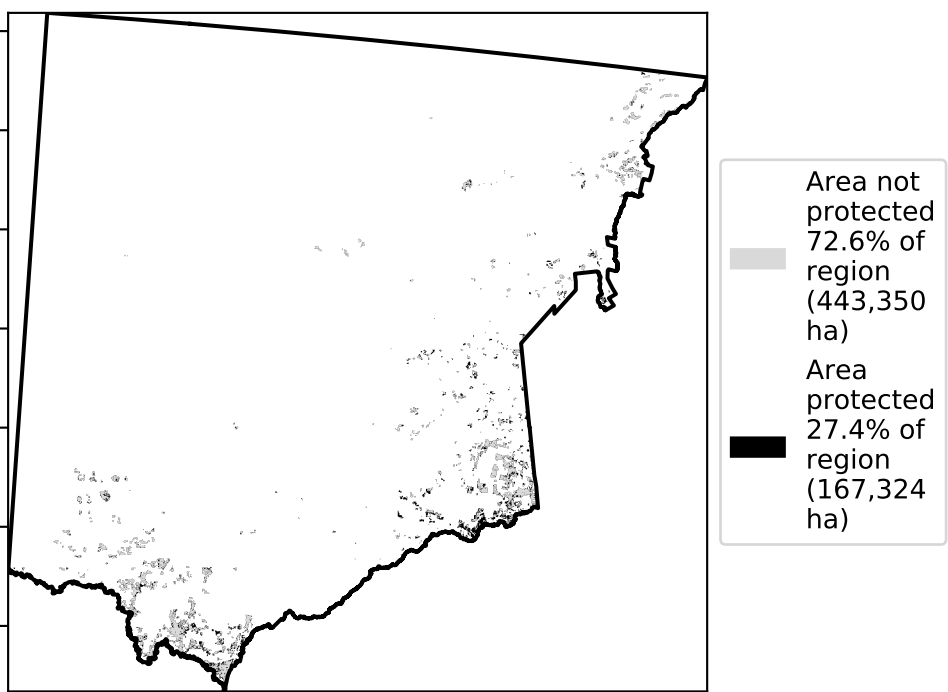 Area not
protected
72.6% of
region
(443,350
ha)
Area
protected
27.4% of
region
(167,324
ha)